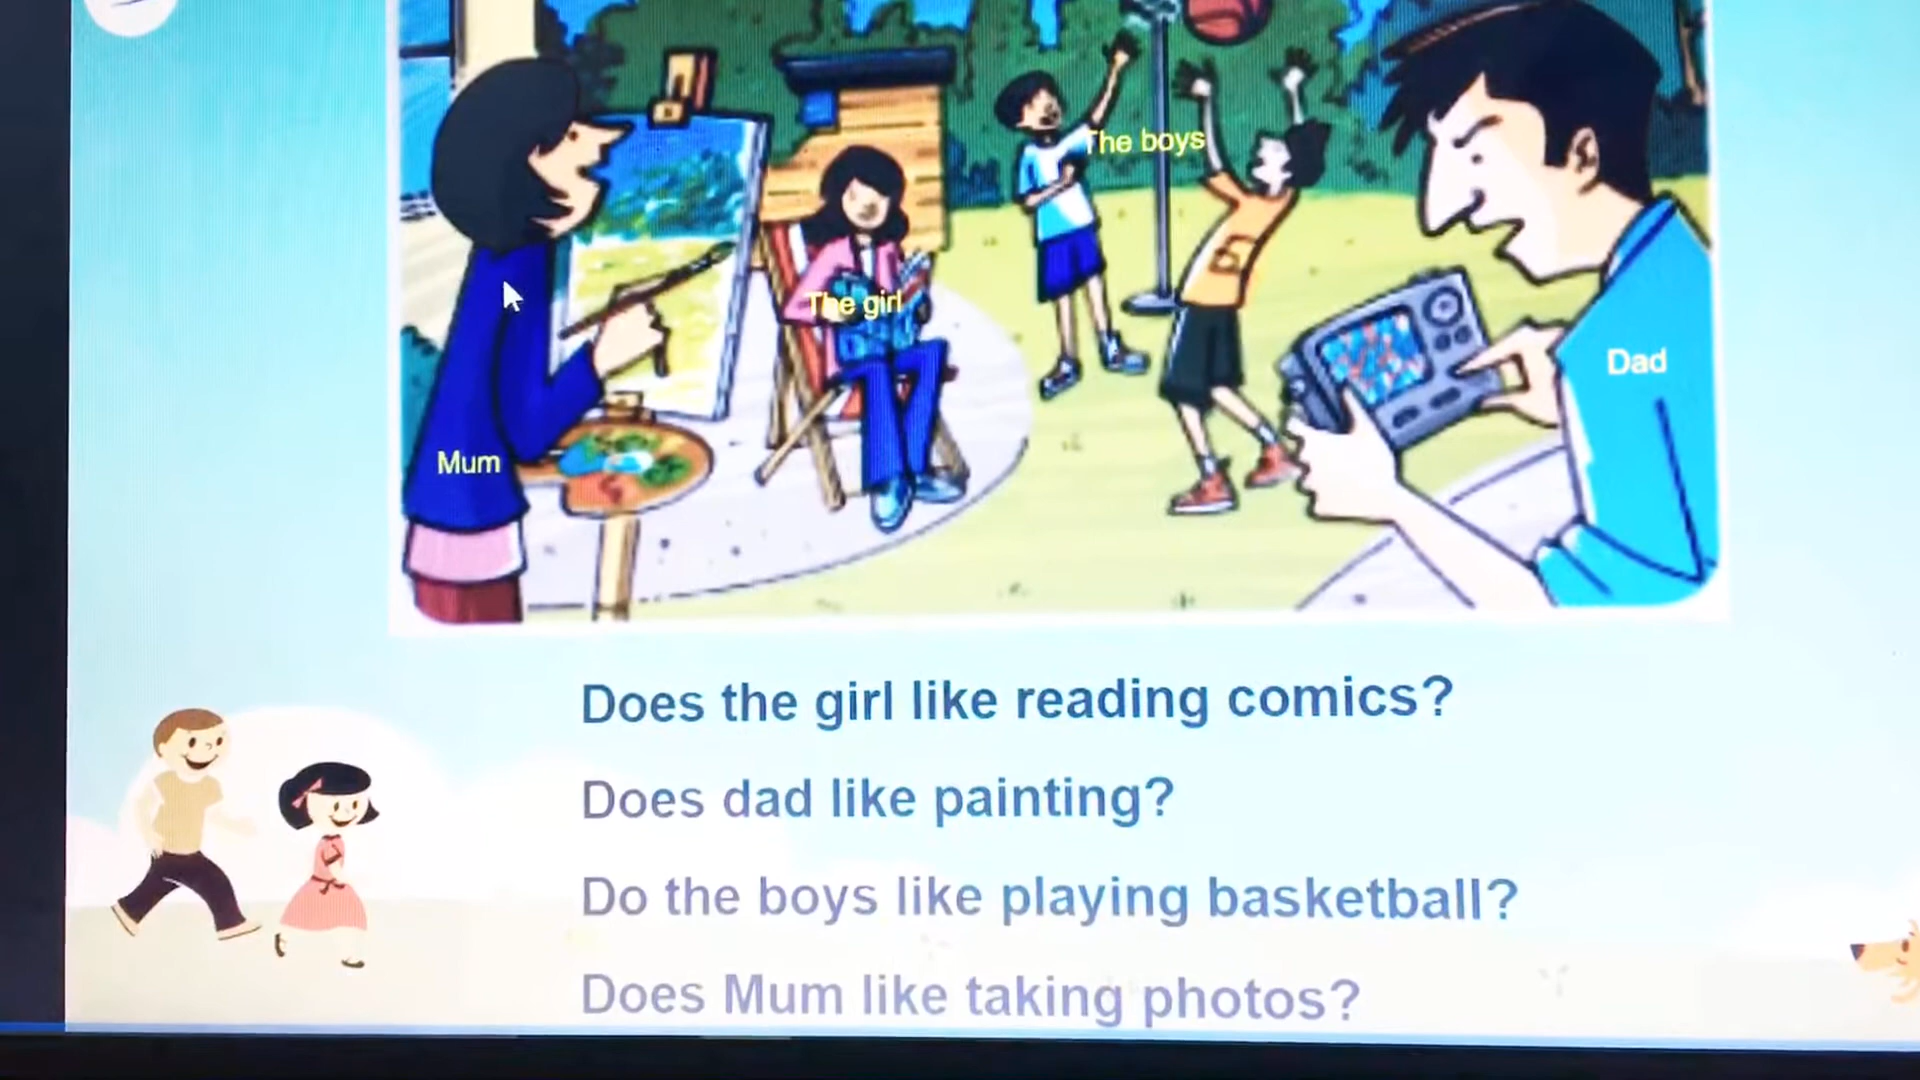 The boys
The girl
Dad
Mum
Does the girl like reading comics?
Does dad like painting?
Do the boys like playing basketball?
Does Mum like taking photos?